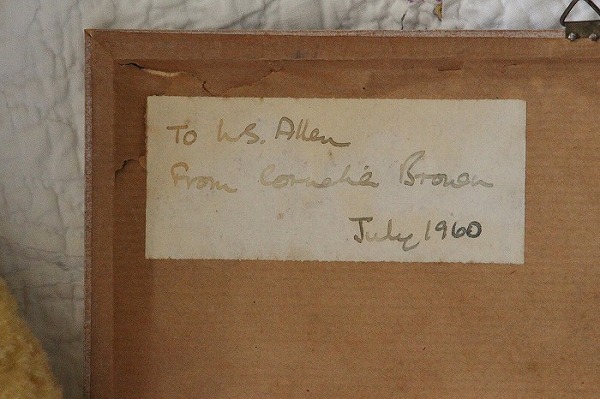 To W.S. Allen
From Cornelia Brown
July 1960